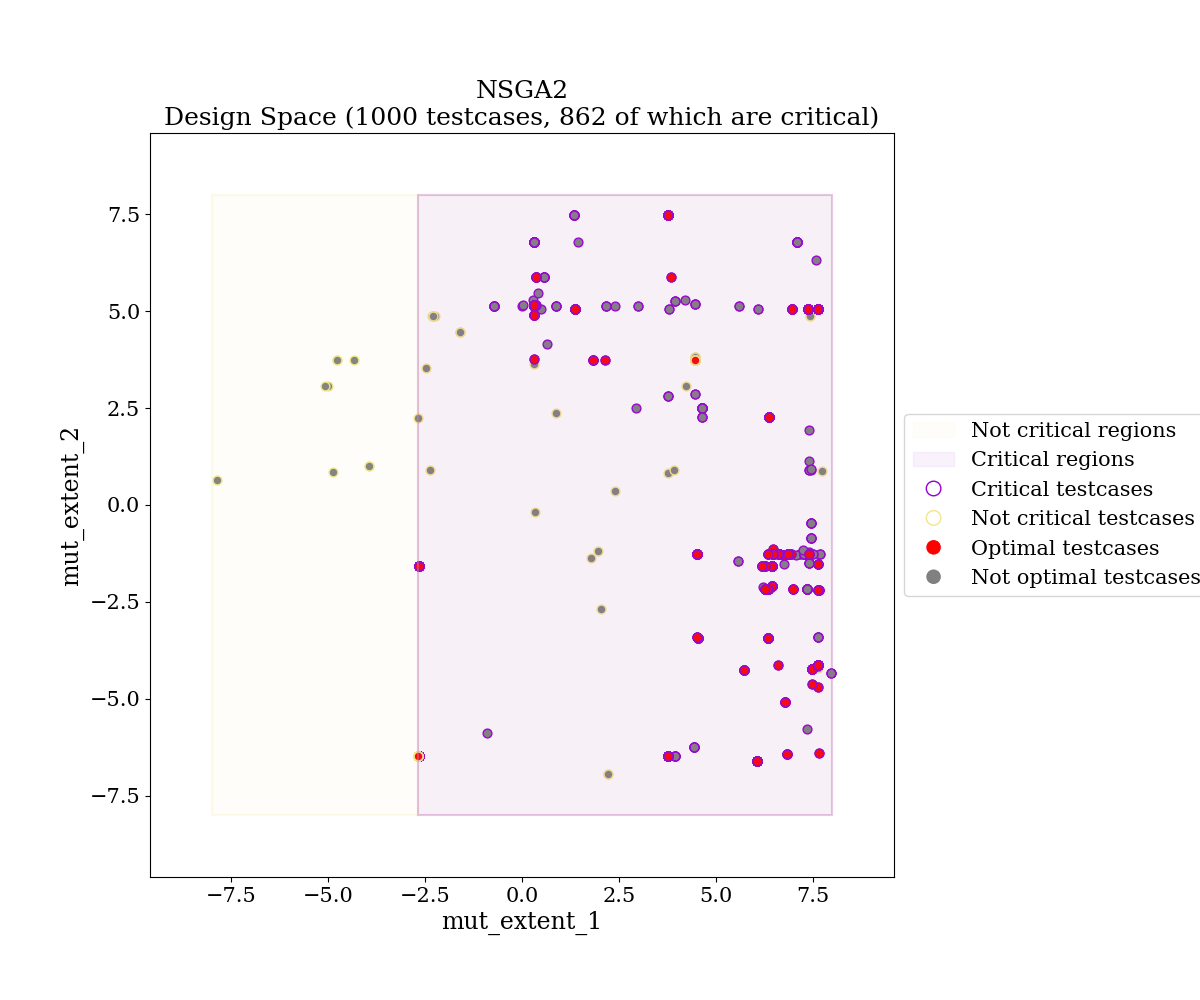 NSGA2
Design Space (1000 testcases, 862 of which are critical)
7.5
5.0
2.5
0.0
−2.5
−5.0
−7.5
mut_extent_2
−7.5
−5.0
−2.5
0.0
2.5
5.0
7.5
mut_extent_1
Not critical regions
Critical regions
Critical testcases
Not critical testcases
Optimal testcases
Not optimal testcases